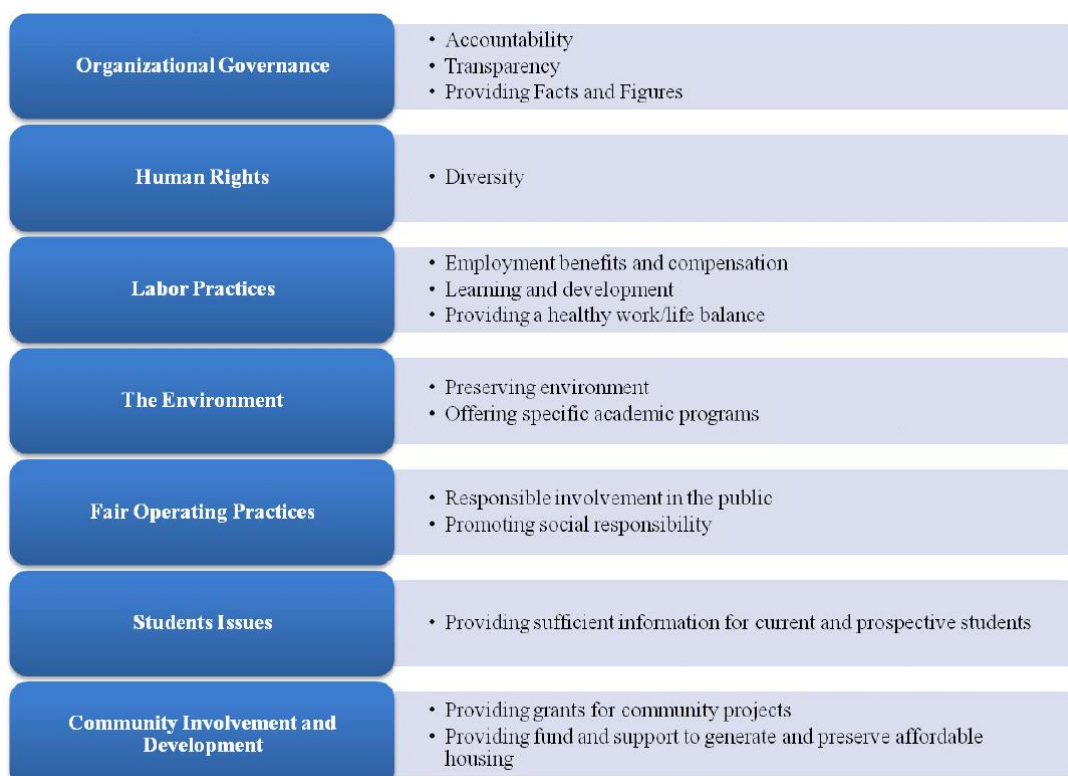 Organizational Governance
• Accountability
• Transparency
• Providing Facts and Figures
Human Rights
• Diversity
Labor Practices
• Employment benefits and compensation
• Learning and development
• Providing a healthy work/life balance
The Environment
• Preserving environment
• Offering specific academic programs
Fair Operating Practices
• Responsible involvement in the public
• Promoting social responsibility
Students Issues
• Providing sufficient information for current and prospective students
Community Involvement and
Development
• Providing grants for community projects
• Providing fund and support to generate and preserve affordable
housing